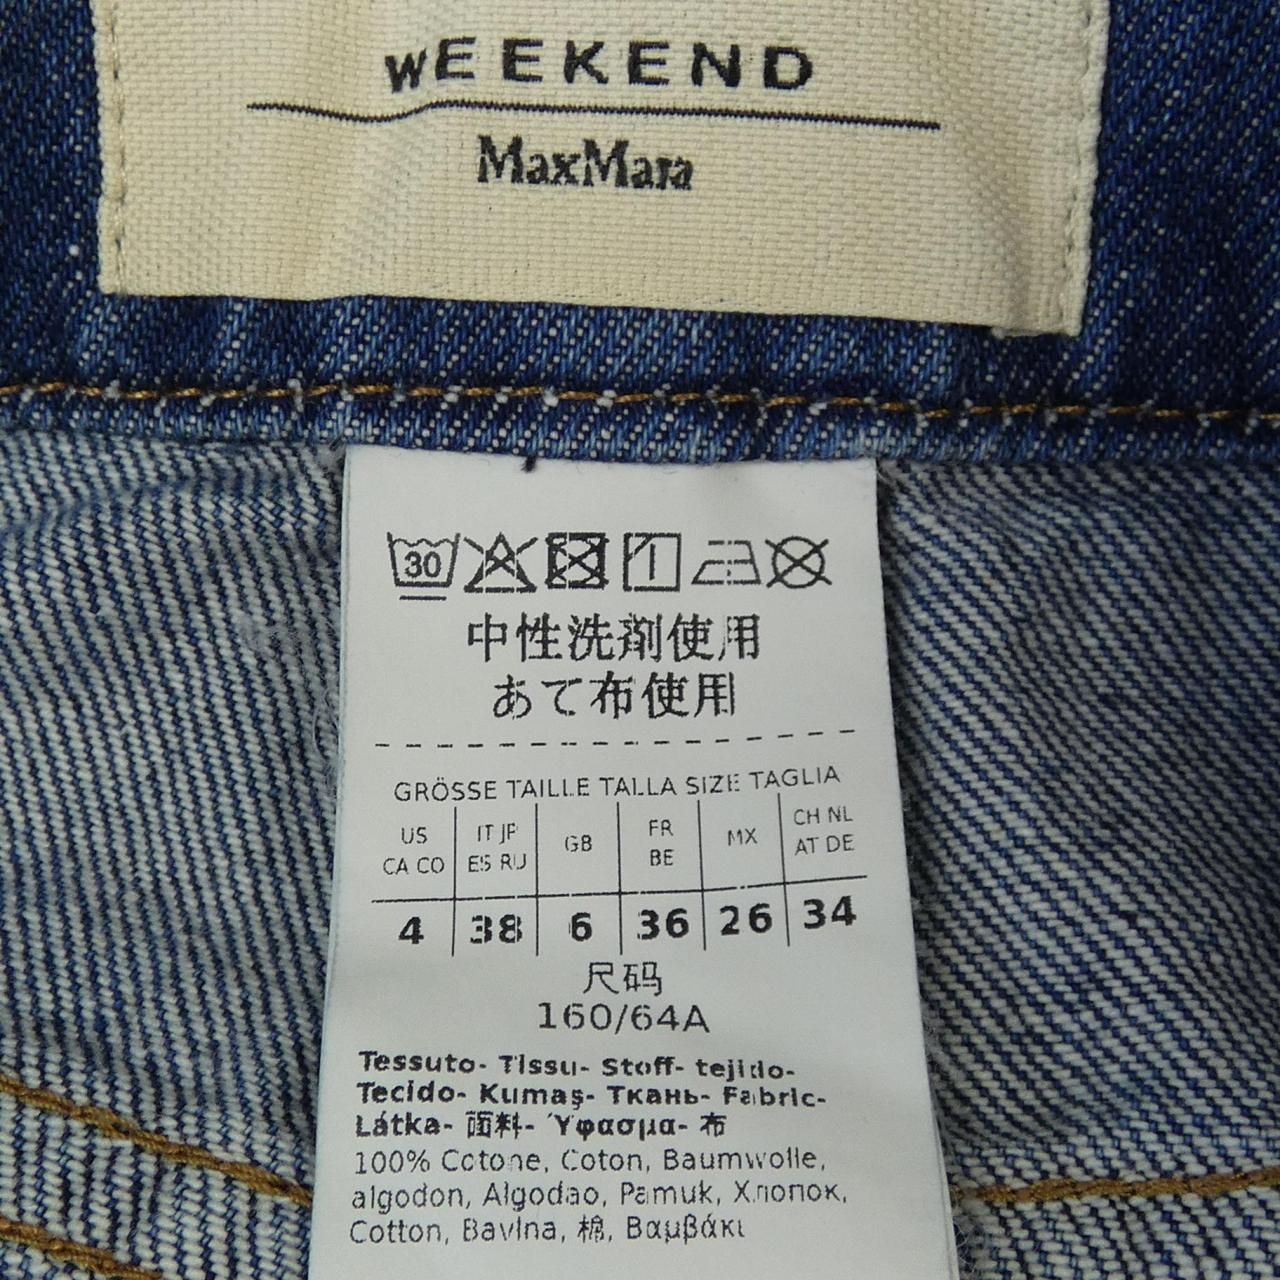 WEEKEND
MaxMara
30
中性洗剤使用
あて布使用
GRÖSSE TAILLE TALLA SIZE TAGLIA
US CA CO IT JP ES RU GB FR BE MX CH NL AT DE
4 38 6 36 26 34
尺码
160/64A
Tessuto- Tissu- Stoff- tejido-
Tecido- Kumaş- Ткань- Fabric-
Látka- 面料- Ύφασμα- 布
100% Cotone, Coton, Baumwolle,
algodon, Algodao, Pamuk, Хлопок,
Cotton, Bavlna, 棉, Βαμβάκι